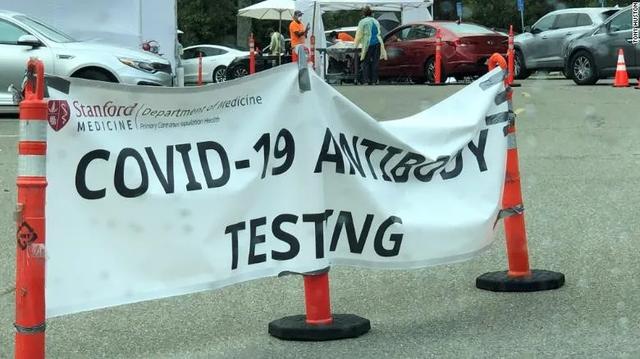 Stanford
MEDICINE
Department of Medicine
Primary Care and Population Health
COVID-19 ANTIBODY
TESTING